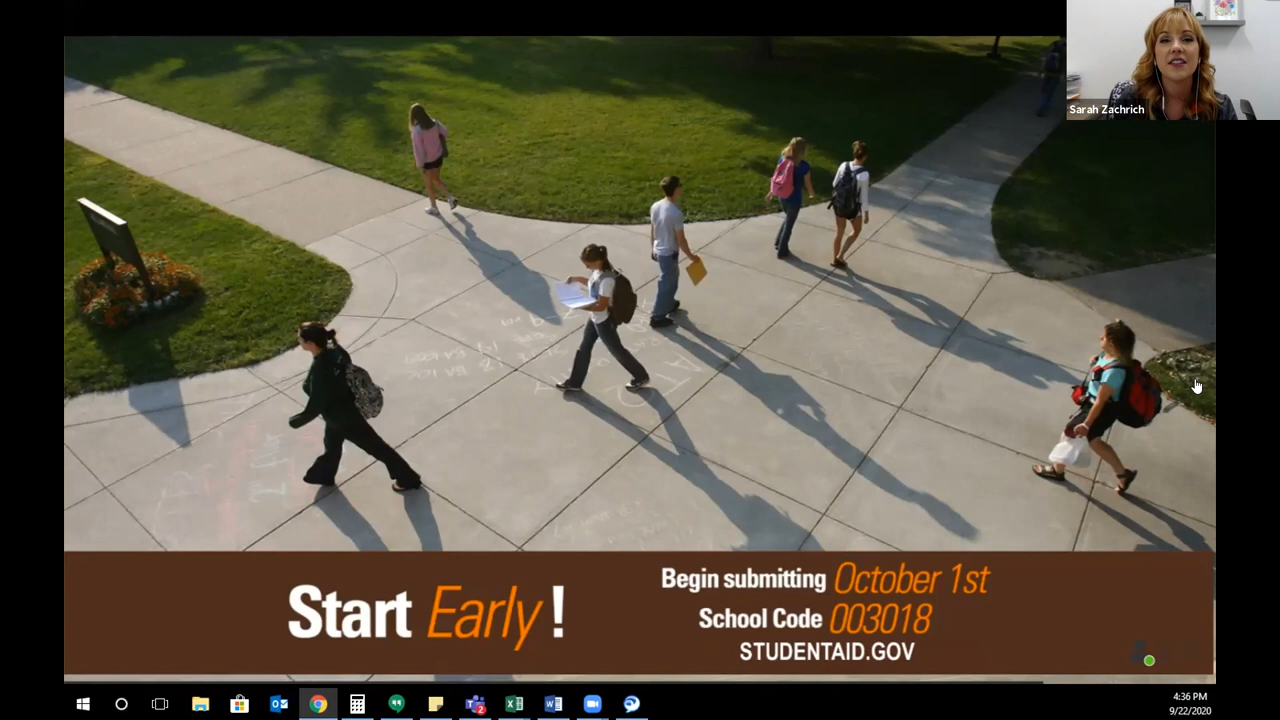 Sarah Zachrich
Start Early!
Begin submitting October 1st
School Code 003018
STUDENTAID.GOV
4:36 PM
9/22/2020